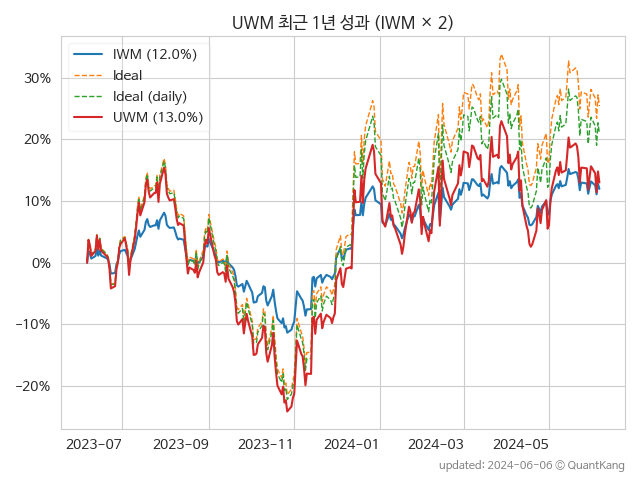 UWM 최근 1년 성과 (IWM × 2)
IWM (12.0%)
Ideal
Ideal (daily)
UWM (13.0%)
30%
20%
10%
0%
−10%
−20%
2023-07
2023-09
2023-11
2024-01
2024-03
2024-05
updated: 2024-06-06 ⓒ QuantKang